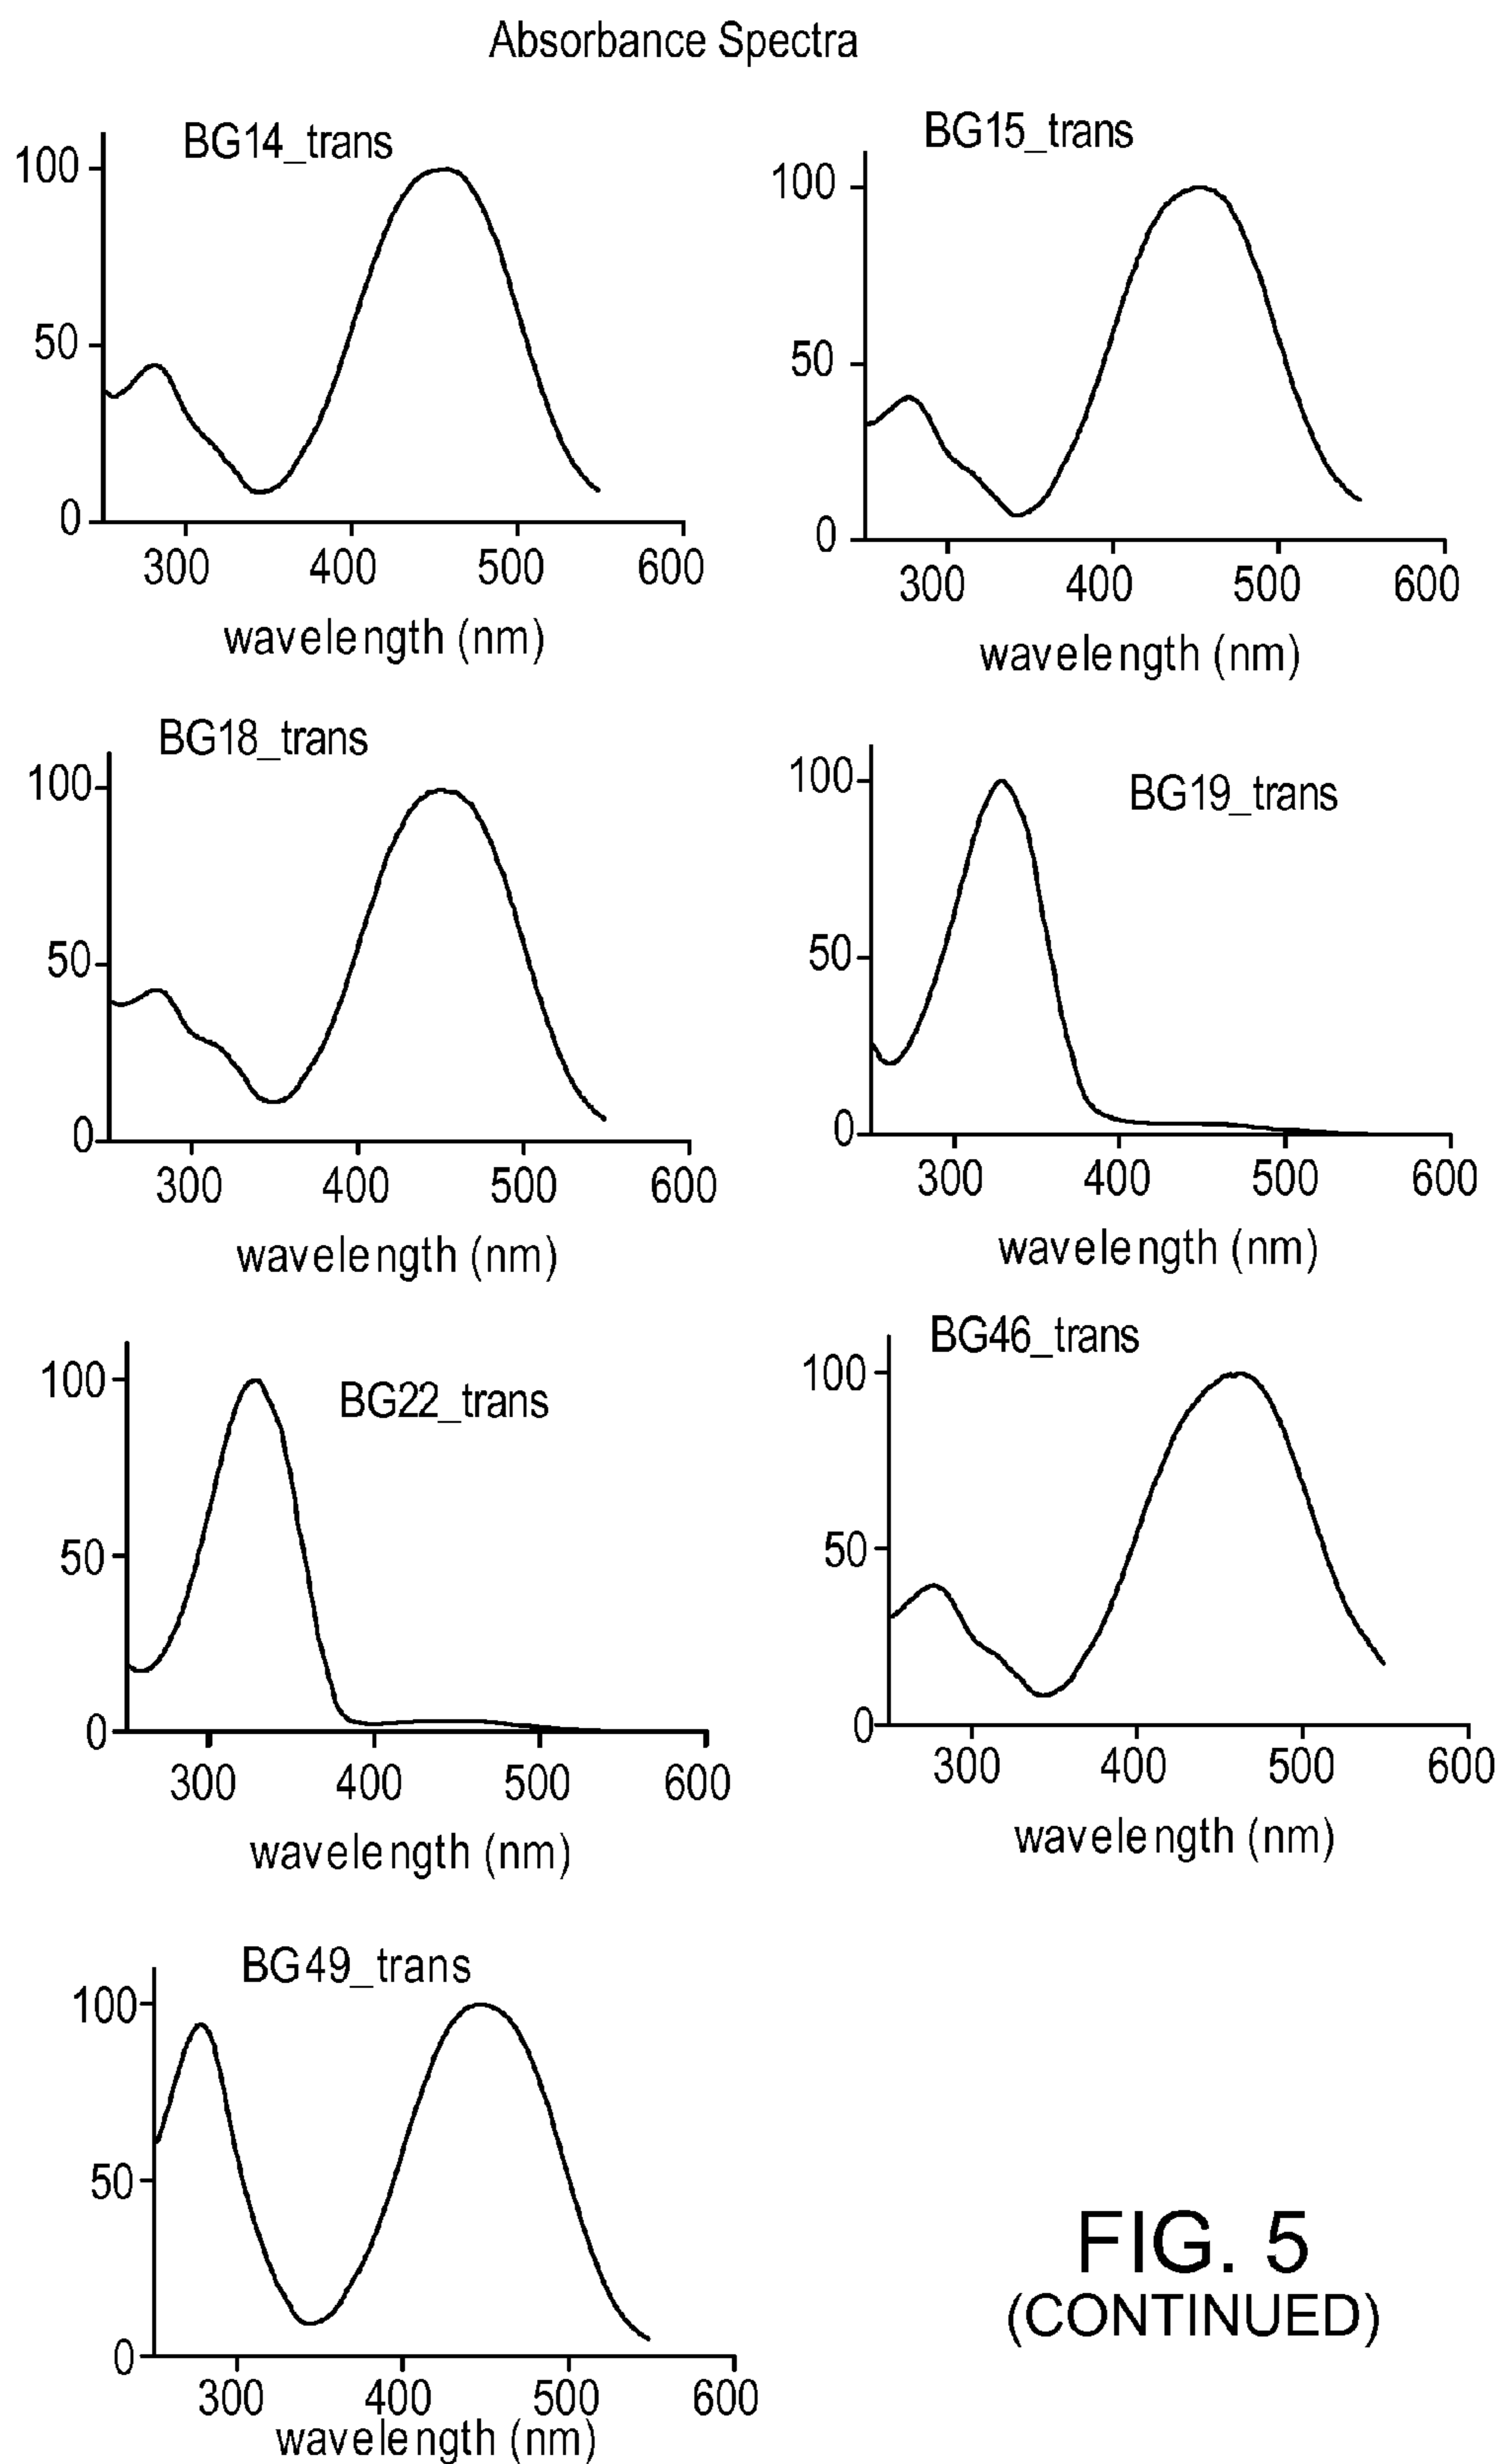 Absorbance Spectra
BG14_trans
100
50
0
300 400 500 600
wavelength (nm)
BG15_trans
100
50
0
300 400 500 600
wavelength (nm)
BG18_trans
100
50
0
300 400 500 600
wavelength (nm)
BG19_trans
100
50
0
300 400 500 600
wavelength (nm)
BG22_trans
100
50
0
300 400 500 600
wavelength (nm)
BG46_trans
100
50
0
300 400 500 600
wavelength (nm)
BG49_trans
100
50
0
300 400 500 600
wavelength (nm)
FIG. 5
(CONTINUED)